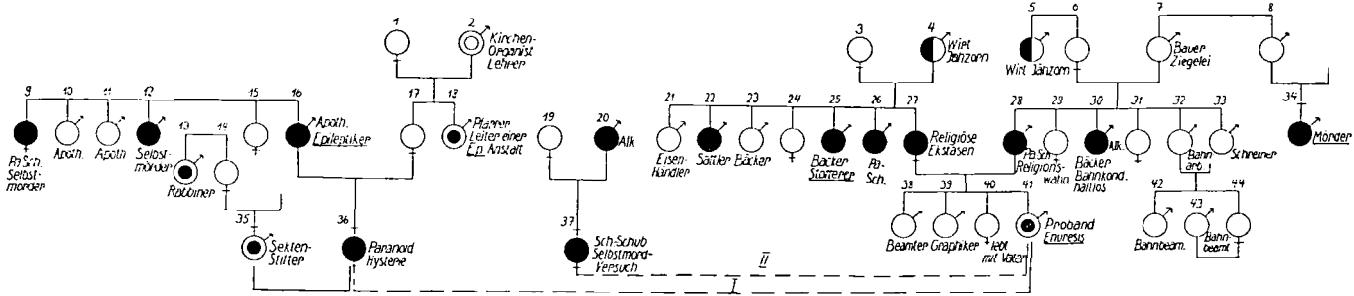 1
2
Kirchen-
Organist
Lehrer
3
4
Wirt
Jähzorn
5
6
Wirt Jähzorn
7
Bauer
Ziegelei
8
9
Pa Sch.
Selbst-
mörder
10
Apoth.
11
Apoth
12
Selbst-
mörder
13
Rabbiner
14
15
16
Apoth.
Epileptiker
17
13
Pfarrer
Leiter einer
Ep Anstalt
19
20
Alk
21
Eisen-
Händler
22
Sattler
23
Bäcker
24
25
Bäcker
Stotterer
26
Pa-
Sch.
27
Religiöse
Ekstasen
28
Pa Sch
Religions-
wahn
29
30
Alk.
Bäcker
Bahnkond.
haltlos
31
32
Bahn
arb
33
Schreiner
34
Mörder
35
Sekten-
Stifter
36
Paranoid
Hysterie
37
Sch-Schub
Selbstmord-
Versuch
38
Beamter
39
Graphiker
40
lebt
mit Vater
41
Proband
Enuresis
42
Bahnbeam.
43
Bahn-
beamt
44
II
I